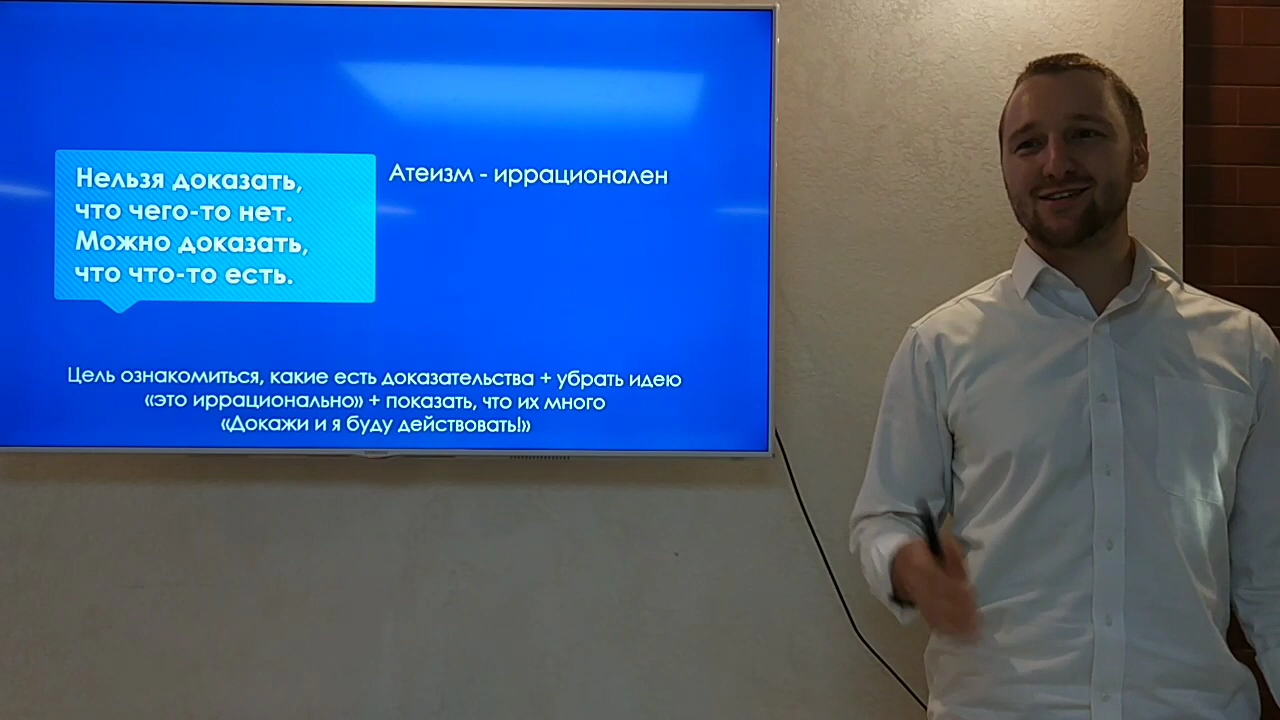 Нельзя доказать,
что чего-то нет.
Можно доказать,
что что-то есть.
Атеизм - иррационален
Цель ознакомиться, какие есть доказательства + убрать идею
«это иррационально» + показать, что их много
«Докажи и я буду действовать!»